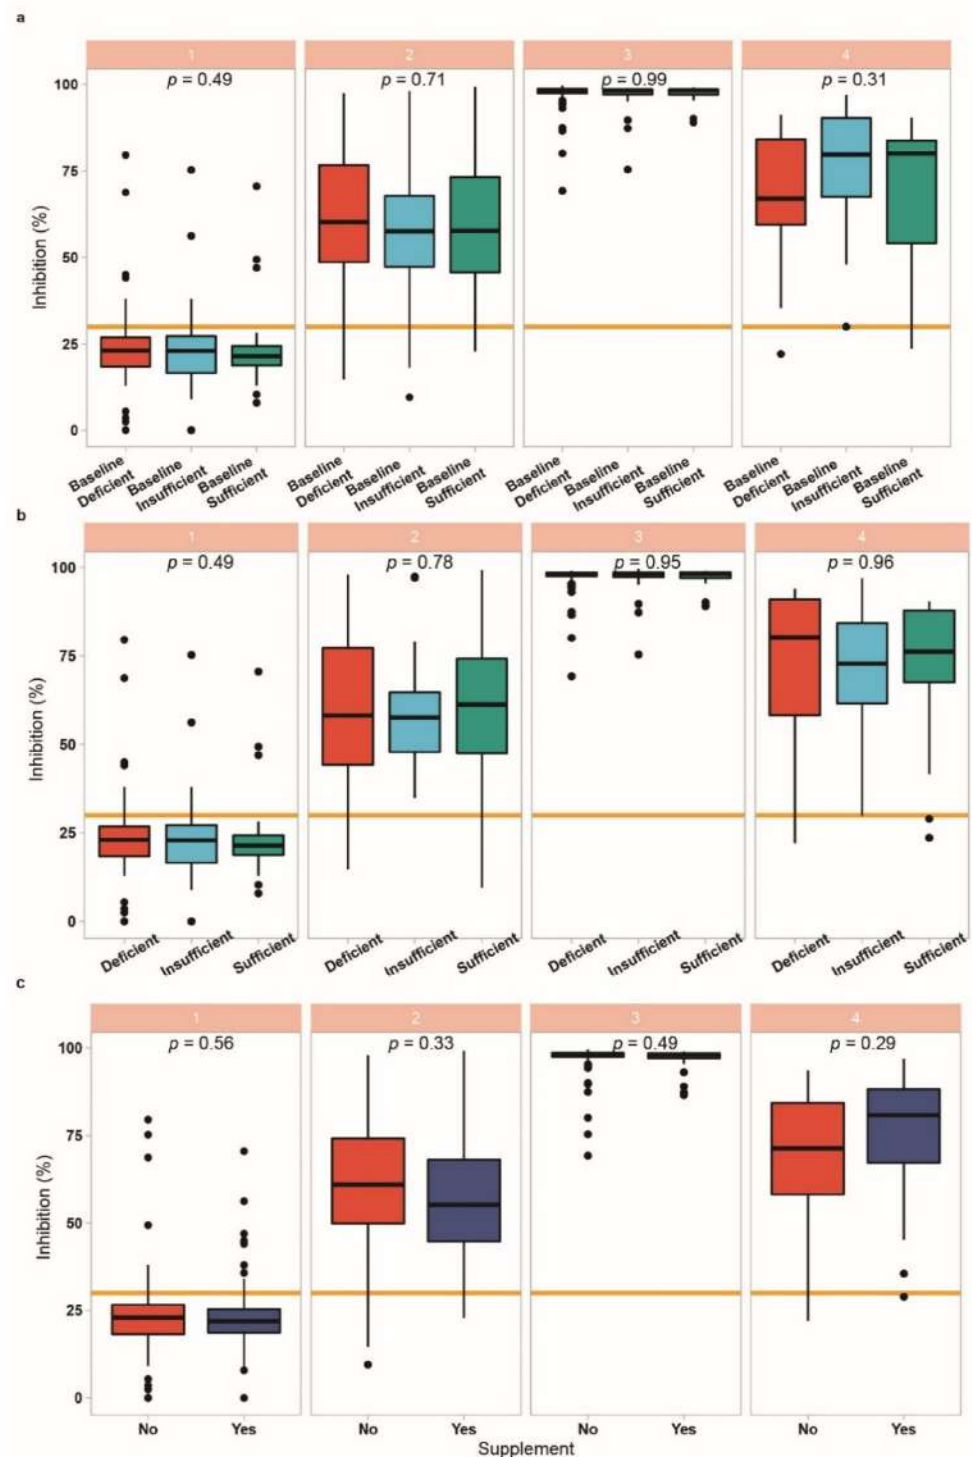 a
1 2 3 4
p = 0.49 p = 0.71 p = 0.99 p = 0.31
100
75
50
25
0
Inhibition (%)
Baseline Deficient Baseline Insufficient Baseline Sufficient Baseline Deficient Baseline Insufficient Baseline Sufficient Baseline Deficient Baseline Insufficient Baseline Sufficient Baseline Deficient Baseline Insufficient Baseline Sufficient
b
1 2 3 4
p = 0.49 p = 0.78 p = 0.95 p = 0.96
100
75
50
25
0
Inhibition (%)
Deficient Insufficient Sufficient Deficient Insufficient Sufficient Deficient Insufficient Sufficient Deficient Insufficient Sufficient
c
1 2 3 4
p = 0.56 p = 0.33 p = 0.49 p = 0.29
100
75
50
25
0
Inhibition (%)
No Yes No Yes No Yes No Yes
Supplement